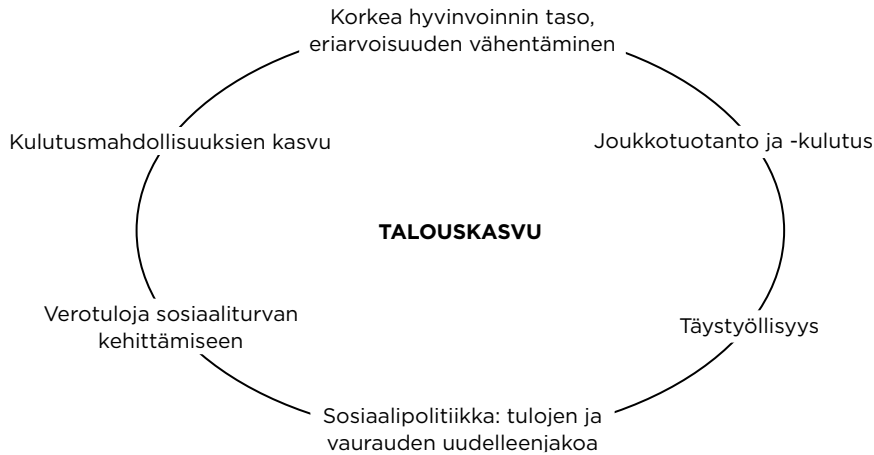 Korkea hyvinvoinnin taso,
eriarvoisuuden vähentäminen
Kulutusmahdollisuuksien kasvu
Joukkotuotanto ja -kulutus
TALOUSKASVU
Verotuloja sosiaaliturvan
kehittämiseen
Täystyöllisyys
Sosiaalipolitiikka: tulojen ja
vaurauden uudelleenjakoa